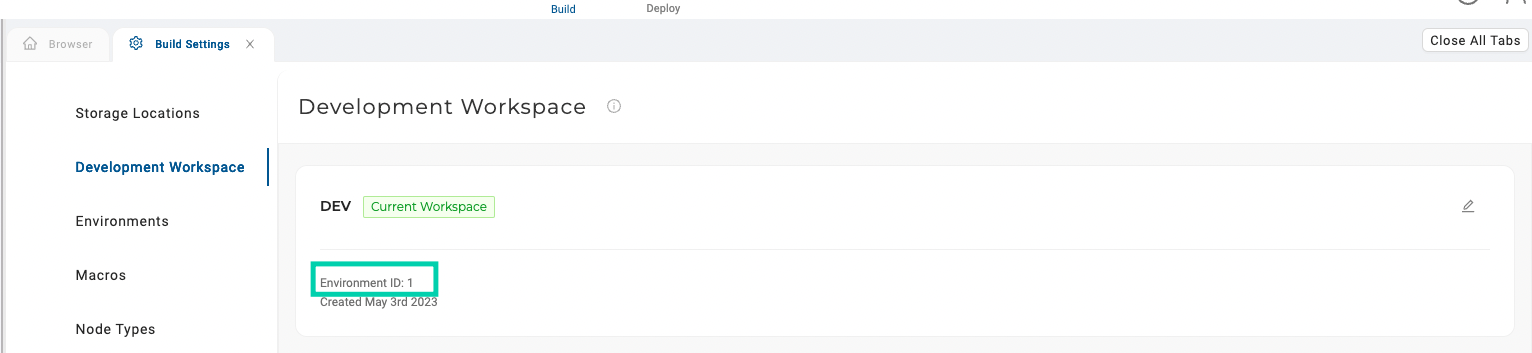 Build
Deploy
Browser
Build Settings
Close All Tabs
Storage Locations
Development Workspace
Environments
Macros
Node Types
Development Workspace
DEV
Current Workspace
Environment ID: 1
Created May 3rd 2023